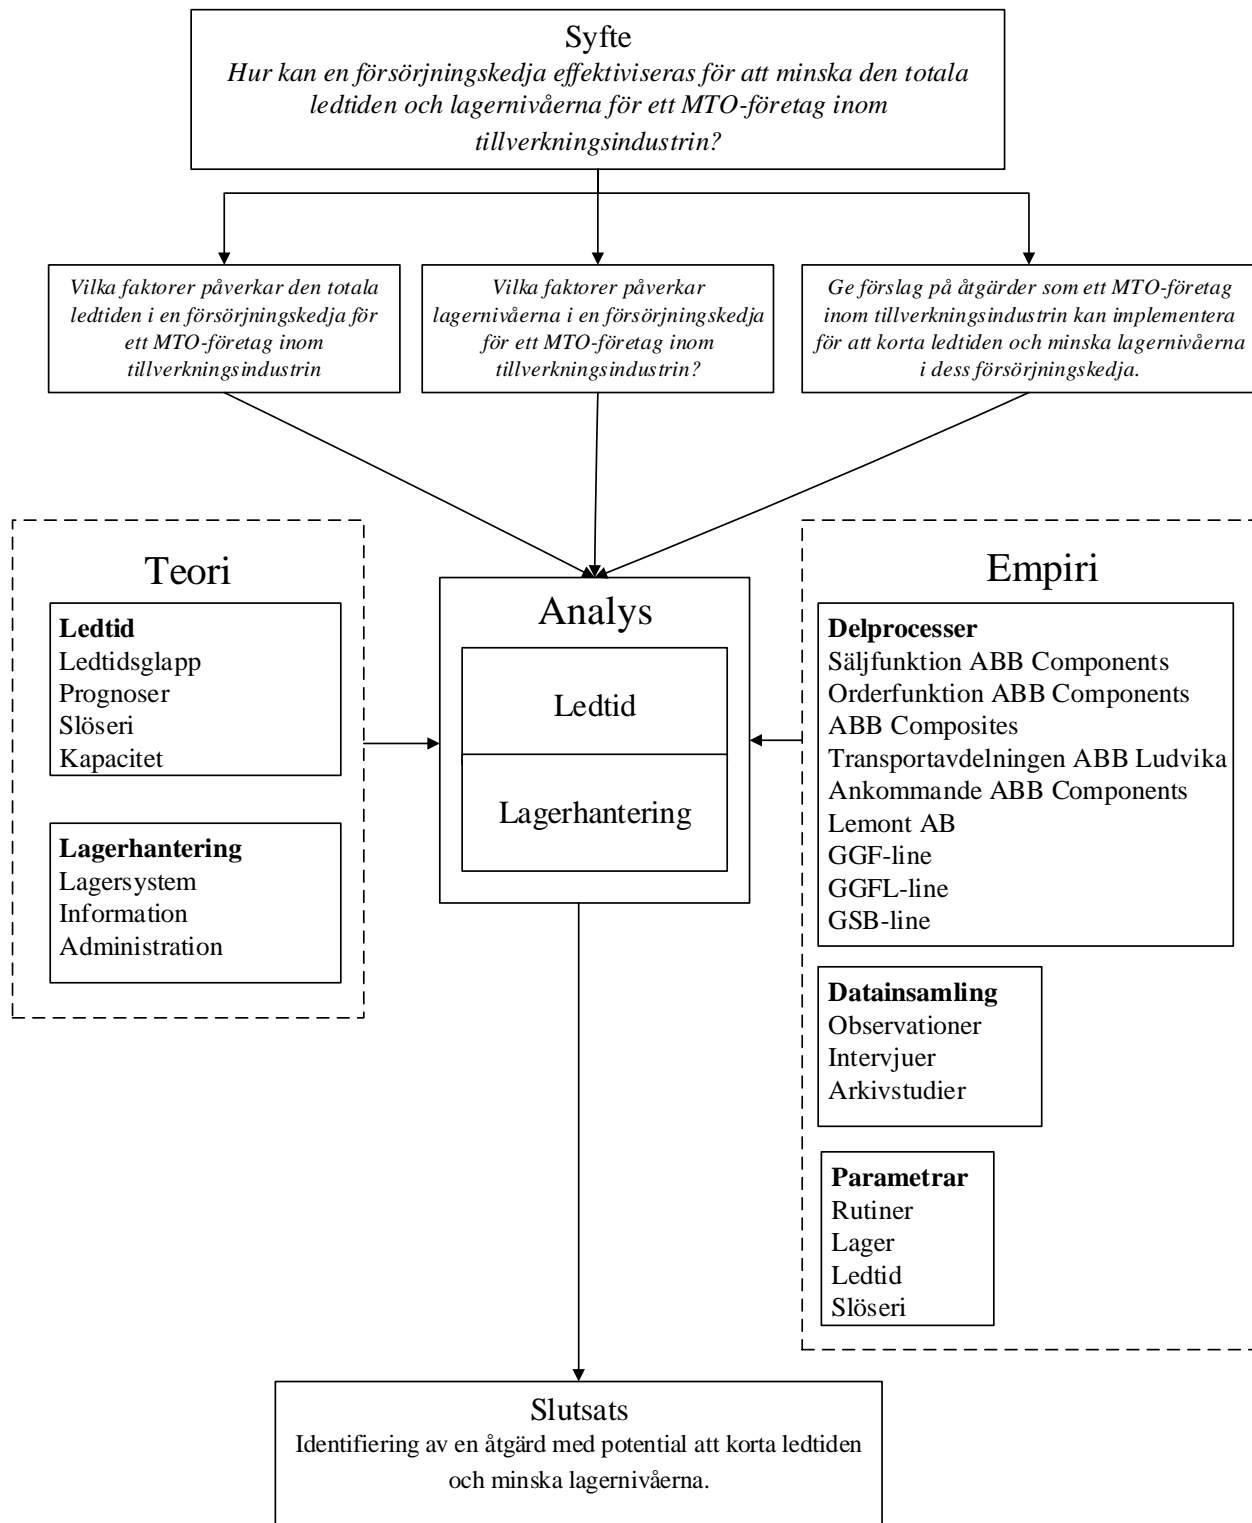 Syfte
Hur kan en försörjningskedja effektiviseras för att minska den totala
ledtiden och lagernivåerna för ett MTO-företag inom
tillverkningsindustrin?
Vilka faktorer påverkar den totala
ledtiden i en försörjningskedja för
ett MTO-företag inom
tillverkningsindustrin
Vilka faktorer påverkar
lagernivåerna i en försörjningskedja
för ett MTO-företag inom
tillverkningsindustrin?
Ge förslag på åtgärder som ett MTO-företag
inom tillverkningsindustrin kan implementera
för att korta ledtiden och minska lagernivåerna
i dess försörjningskedja.
Teori
Ledtid
Ledtidsglapp
Prognoser
Slöseri
Kapacitet
Lagerhantering
Lagersystem
Information
Administration
Analys
Ledtid
Lagerhantering
Empiri
Delprocesser
Säljfunktion ABB Components
Orderfunktion ABB Components
ABB Composites
Transportavdelningen ABB Ludvika
Ankommande ABB Components
Lemont AB
GGF-line
GGFL-line
GSB-line
Datainsamling
Observationer
Intervjuer
Arkivstudier
Parametrar
Rutiner
Lager
Ledtid
Slöseri
Slutsats
Identifiering av en åtgärd med potential att korta ledtiden
och minska lagernivåerna.